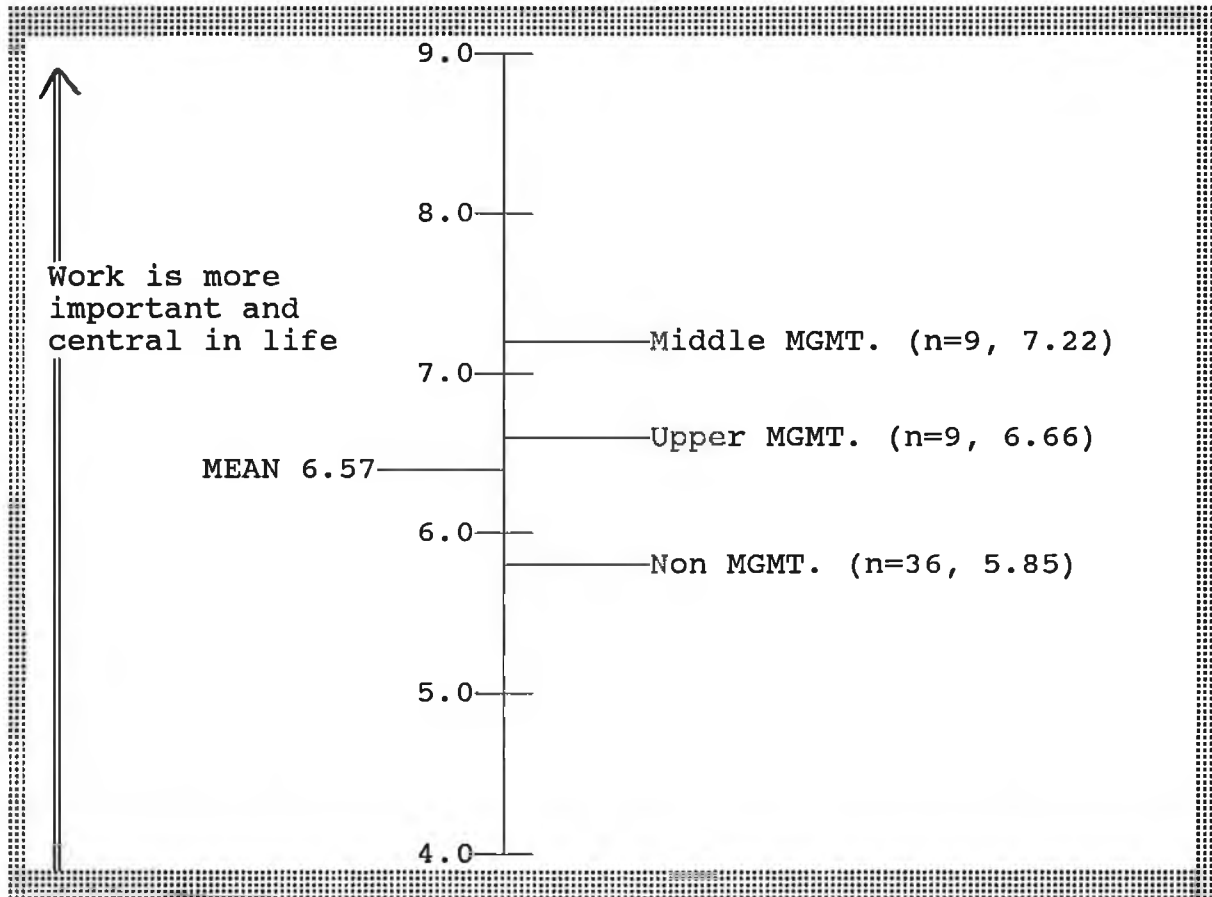 9.0
8.0
Work is more
important and
central in life
Middle MGMT. (n=9, 7.22)
7.0
Upper MGMT. (n=9, 6.66)
MEAN 6.57
6.0
Non MGMT. (n=36, 5.85)
5.0
4.0